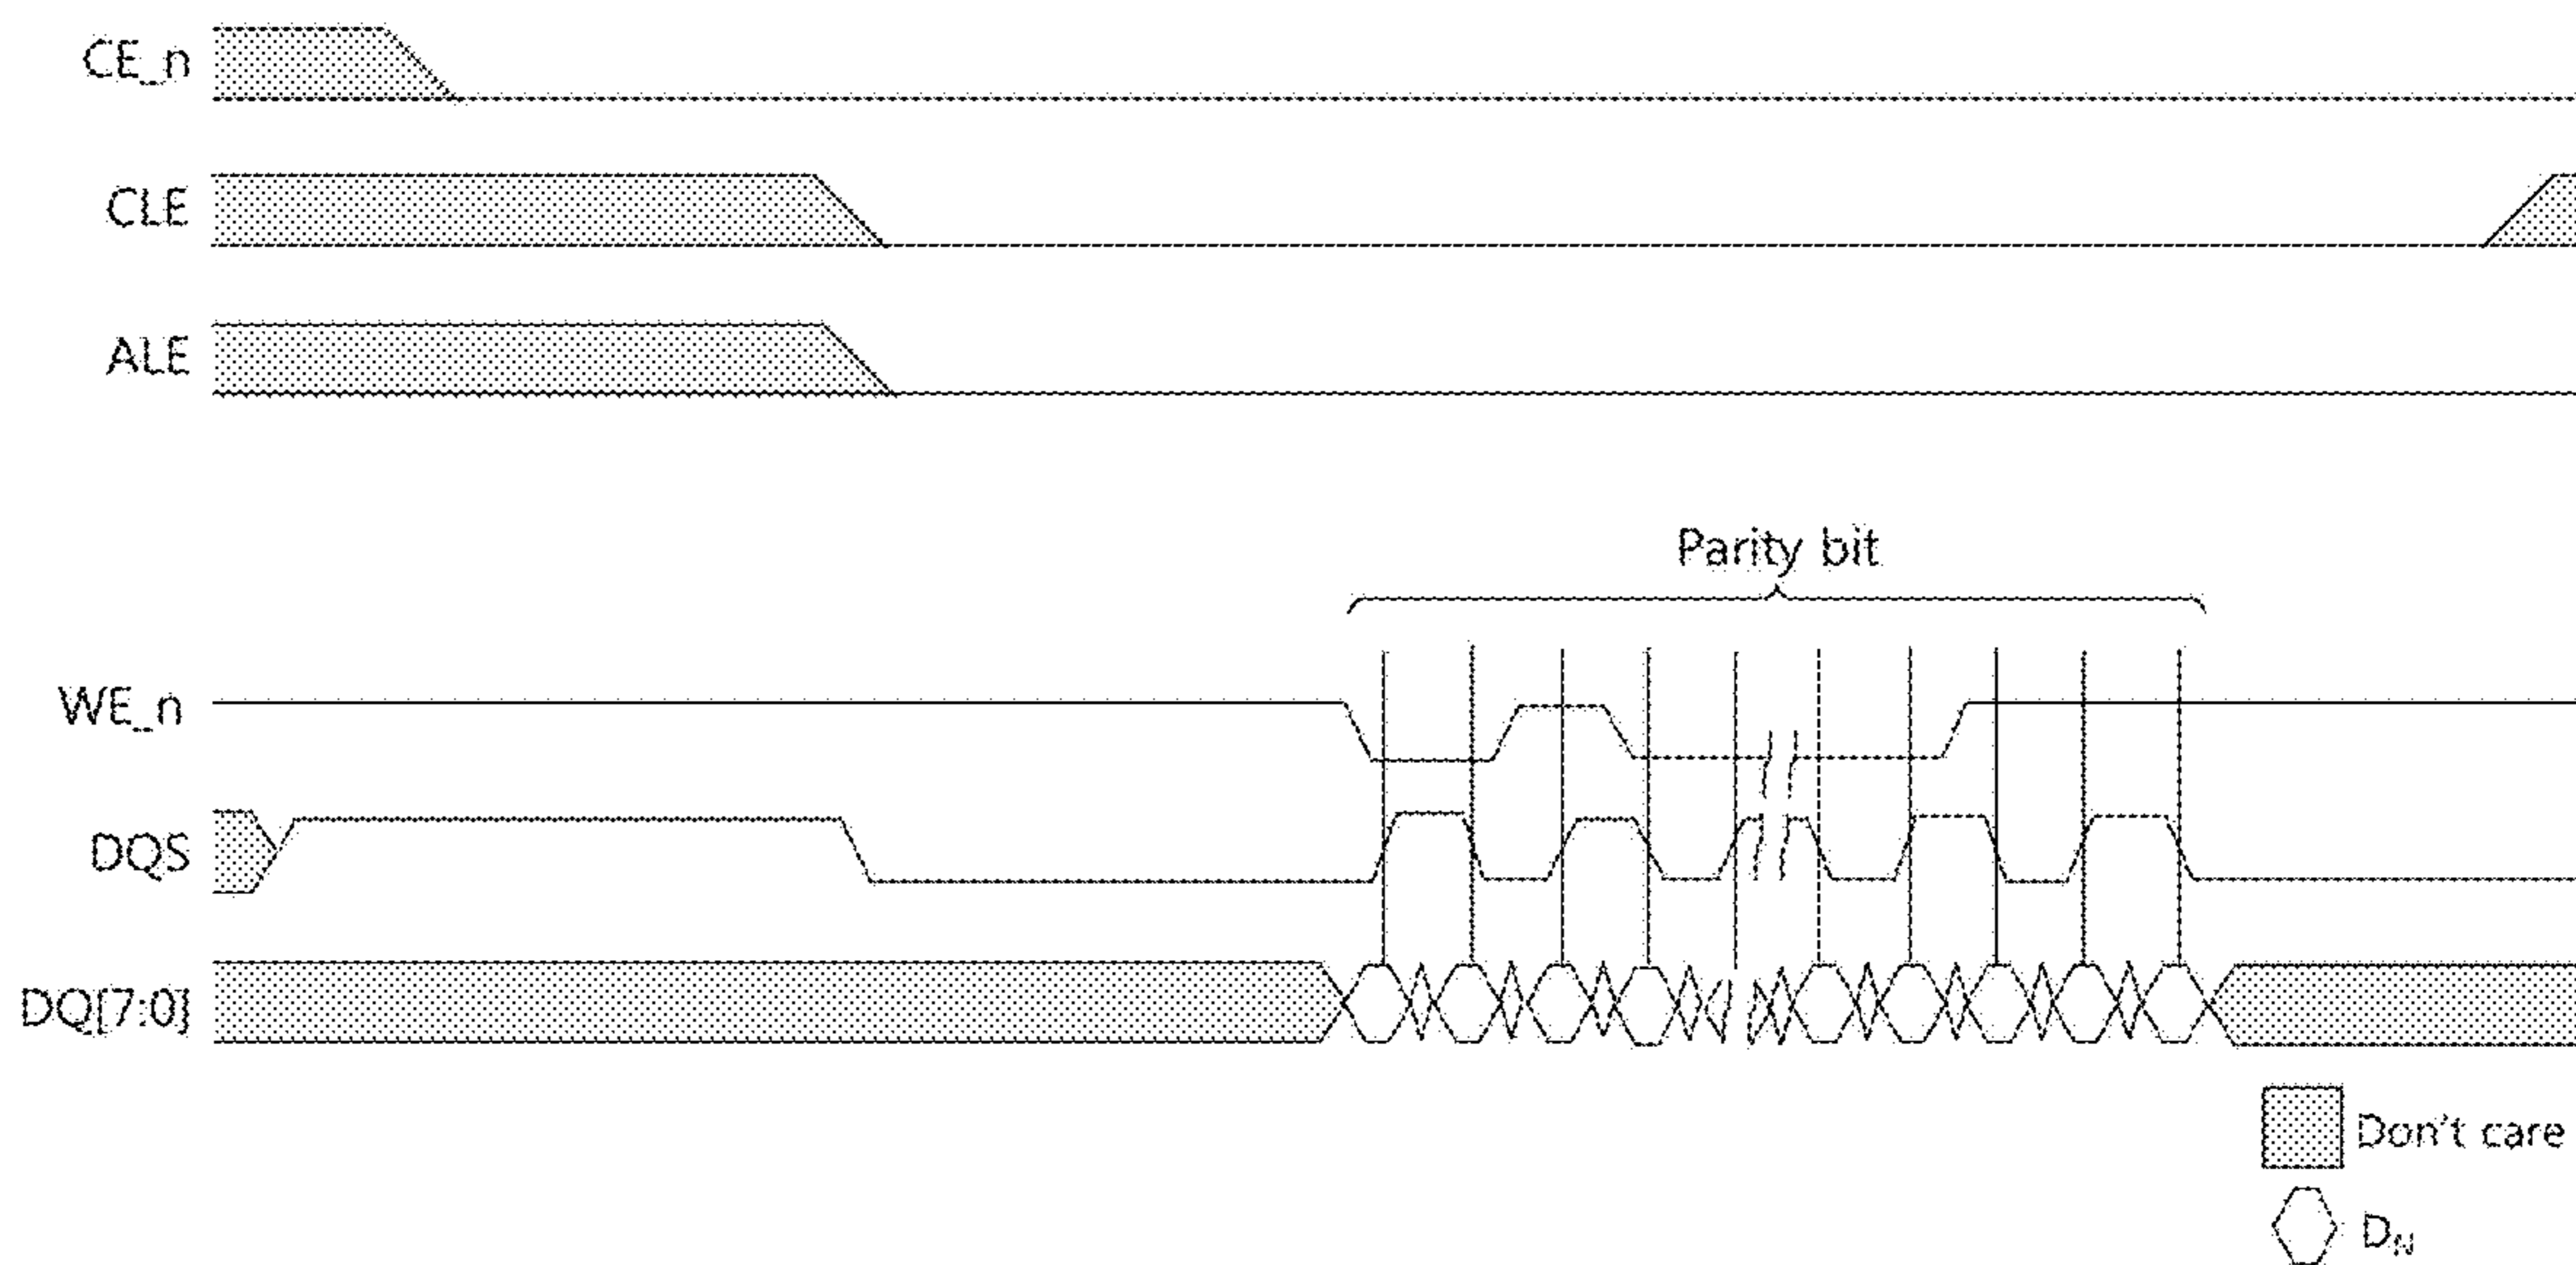 CE_n
CLE
ALE
Parity bit
WE_n
DQS
DQ[7:0]
Don't care
D_N